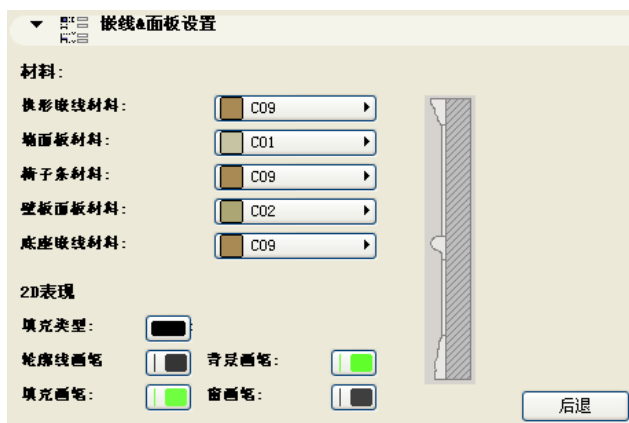 嵌线&面板设置
材料:
楔形嵌线材料: C09
墙面板材料: C01
椅子条材料: C09
壁板面板材料: C02
底座嵌线材料: C09
2D表现
填充类型:
轮廓线画笔 背景画笔:
填充画笔: 窗画笔:
后退